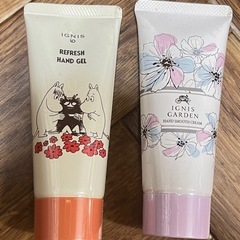 IGNIS
IO
REFRESH
HAND GEL
IGNIS
GARDEN
HAND SMOOTH CREAM